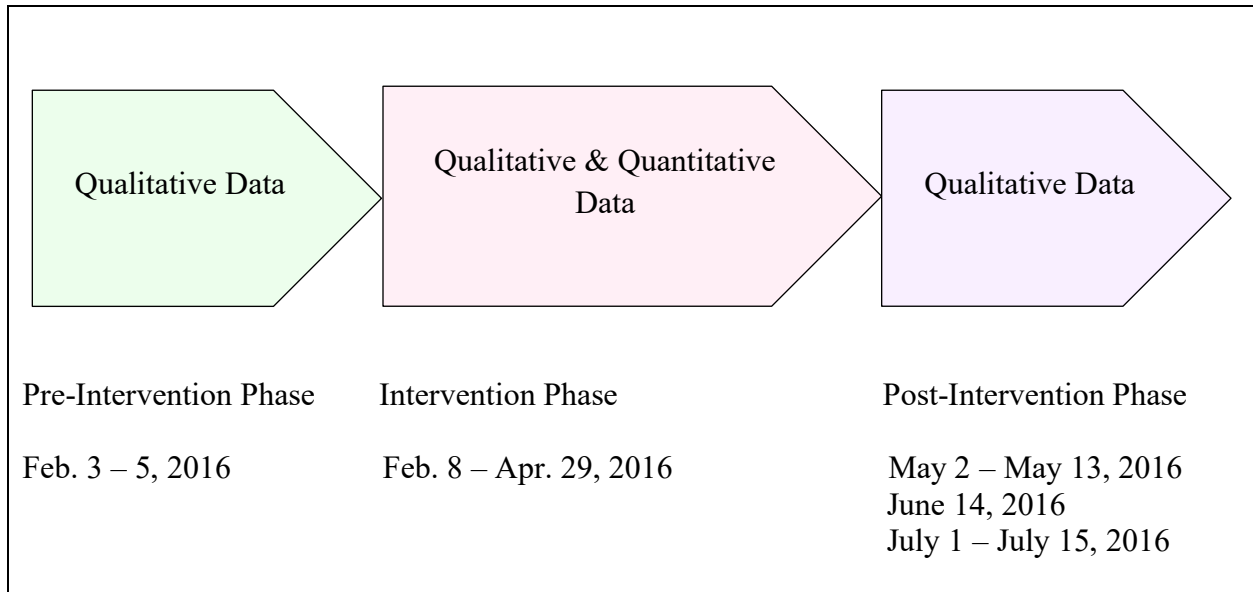 Qualitative Data
Qualitative & Quantitative
Data
Qualitative Data
Pre-Intervention Phase
Intervention Phase
Post-Intervention Phase
Feb. 3 – 5, 2016
Feb. 8 – Apr. 29, 2016
May 2 – May 13, 2016
June 14, 2016
July 1 – July 15, 2016